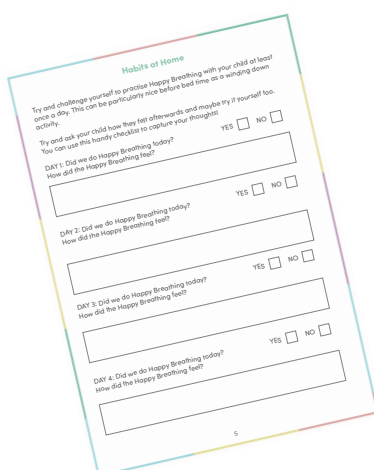 Habits at Home
Try and challenge yourself to practise Happy Breathing with your child at least
once a day. This can be particularly nice before bed time as a winding down
activity.
Try and ask your child how they felt afterwards and maybe try it yourself too.
You can use this handy checklist to capture your thoughts!
DAY 1: Did we do Happy Breathing today?
How did the Happy Breathing feel?
YES NO
DAY 2: Did we do Happy Breathing today?
How did the Happy Breathing feel?
YES NO
DAY 3: Did we do Happy Breathing today?
How did the Happy Breathing feel?
YES NO
DAY 4: Did we do Happy Breathing today?
How did the Happy Breathing feel?
YES NO
5